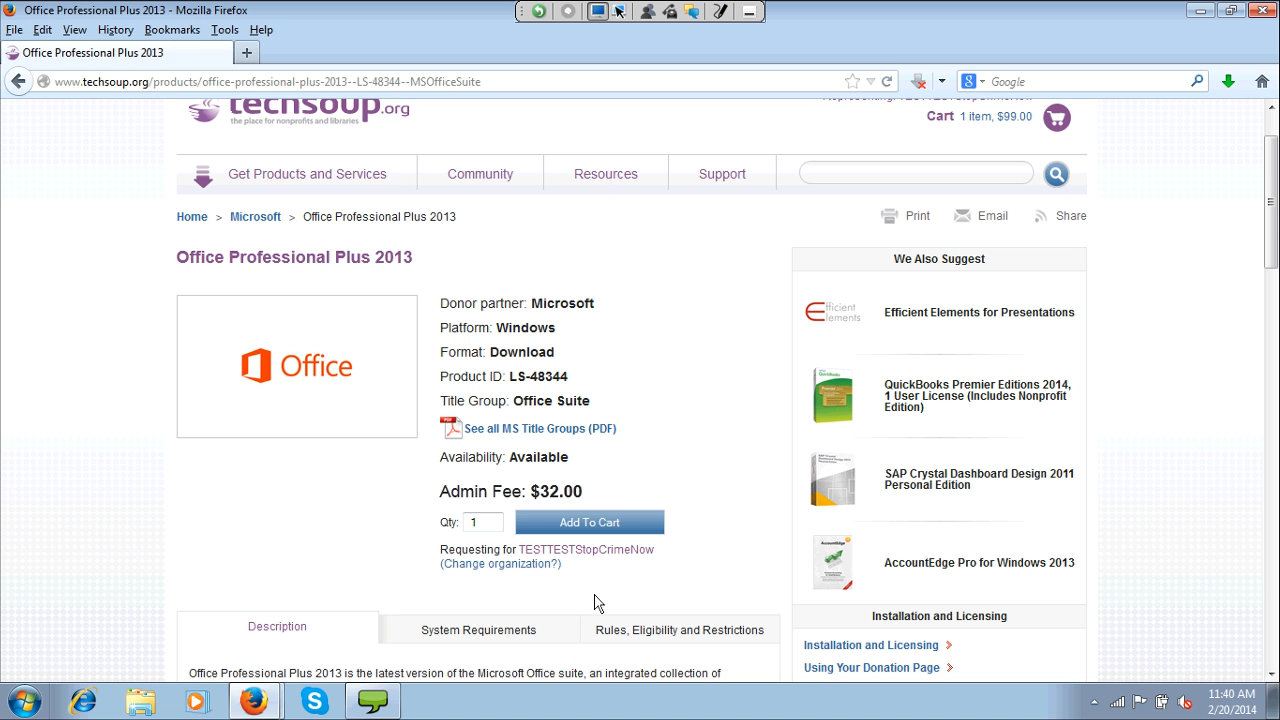 Office Professional Plus 2013 - Mozilla Firefox
File Edit View History Bookmarks Tools Help
Office Professional Plus 2013 +
www.techsoup.org/products/office-professional-plus-2013--LS-48344--MSOfficeSuite
Google
techsoup.org
the place for nonprofits and libraries
Cart 1 item, $99.00
Get Products and Services
Community
Resources
Support
Home > Microsoft > Office Professional Plus 2013
Print
Email
Share
Office Professional Plus 2013
Office
Donor partner: Microsoft
Platform: Windows
Format: Download
Product ID: LS-48344
Title Group: Office Suite
See all MS Title Groups (PDF)
Availability: Available
Admin Fee: $32.00
Qty: 1 Add To Cart
Requesting for TESTTESTStopCrimeNow
(Change organization?)
We Also Suggest
Efficient Elements
Efficient Elements for Presentations
QuickBooks Premier Editions 2014,
1 User License (Includes Nonprofit
Edition)
SAP Crystal Dashboard Design 2011
Personal Edition
AccountEdge Pro for Windows 2013
Installation and Licensing
Installation and Licensing
Using Your Donation Page
Description
System Requirements
Rules, Eligibility and Restrictions
Office Professional Plus 2013 is the latest version of the Microsoft Office suite, an integrated collection of
11:40 AM
2/20/2014